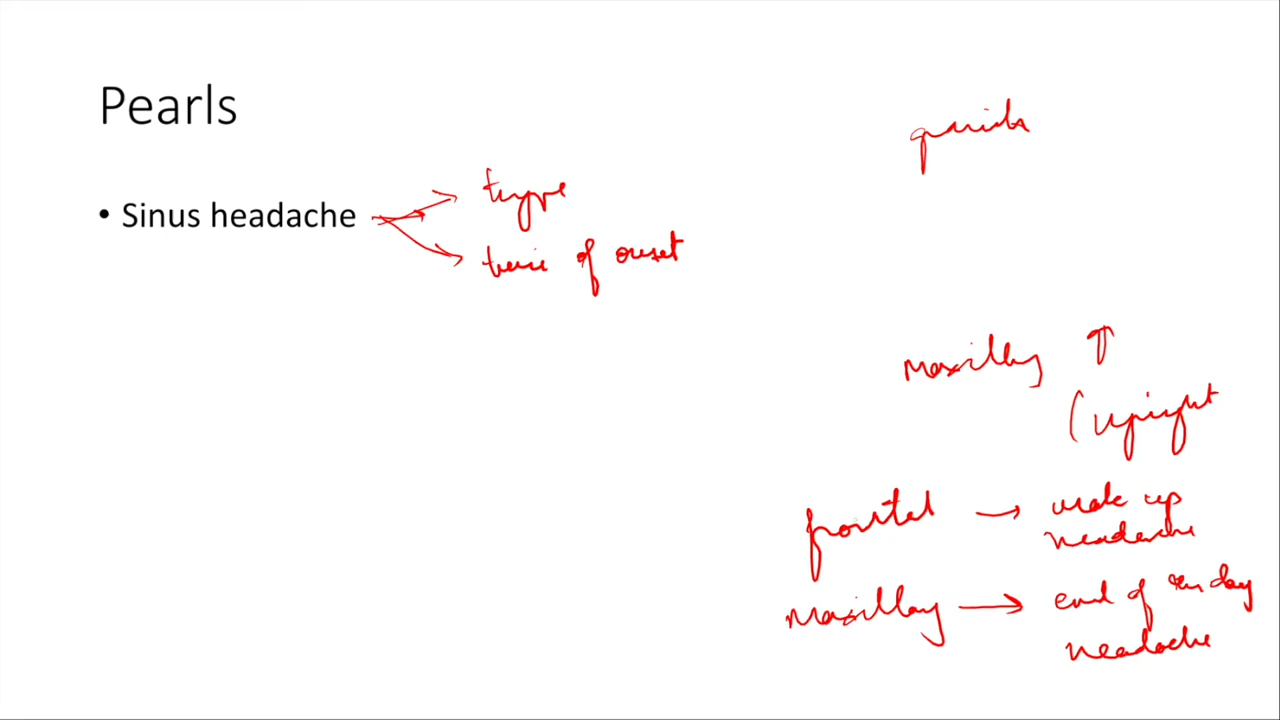 Pearls
• Sinus headache
type
time of onset
maxillary ↑
(upright
frontal → wake up
headache
maxillary → end of the day
headache